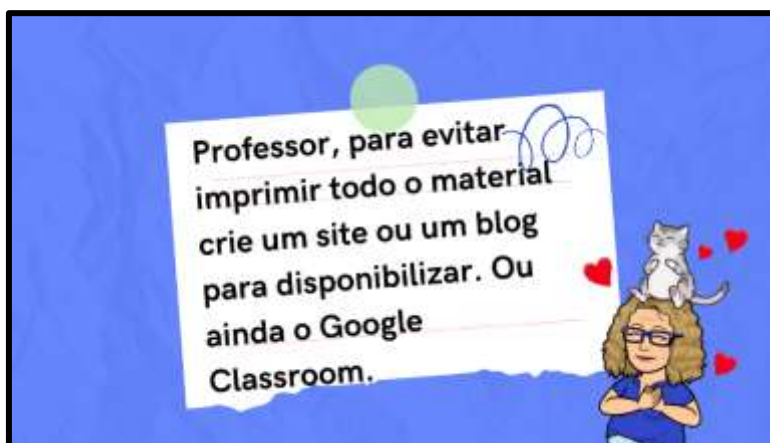 Professor, para evitar
imprimir todo o material
crie um site ou um blog
para disponibilizar. Ou
ainda o Google
Classroom.